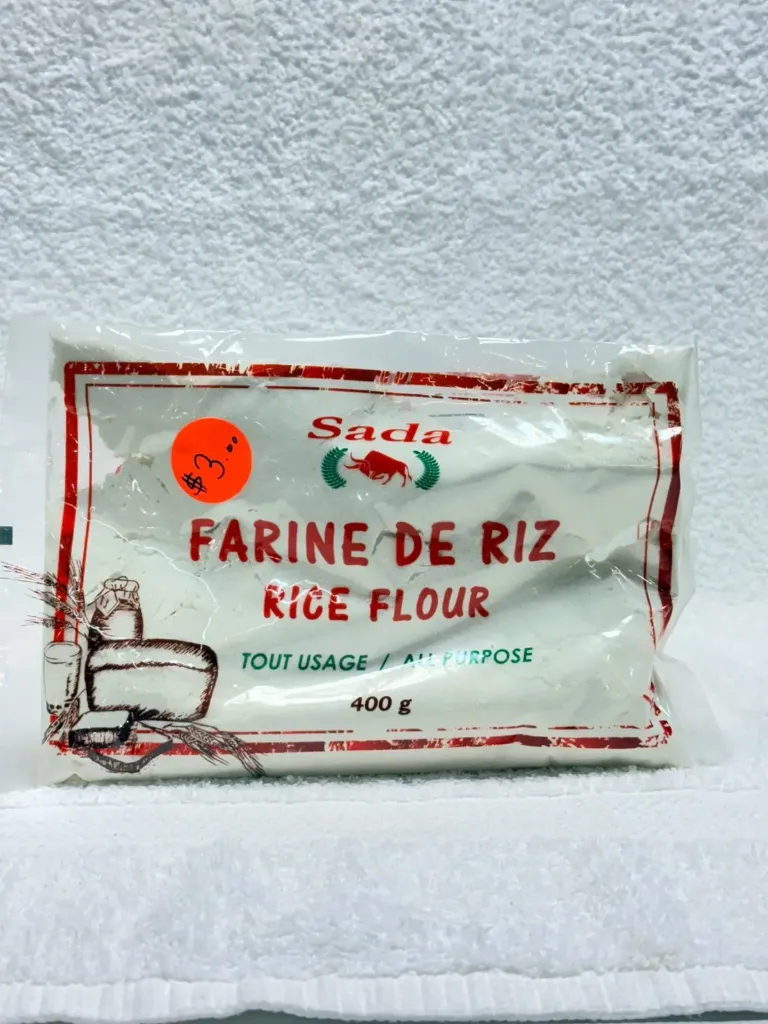 Sada
$3.00
FARINE DE RIZ
RICE FLOUR
TOUT USAGE / ALL PURPOSE
400 g